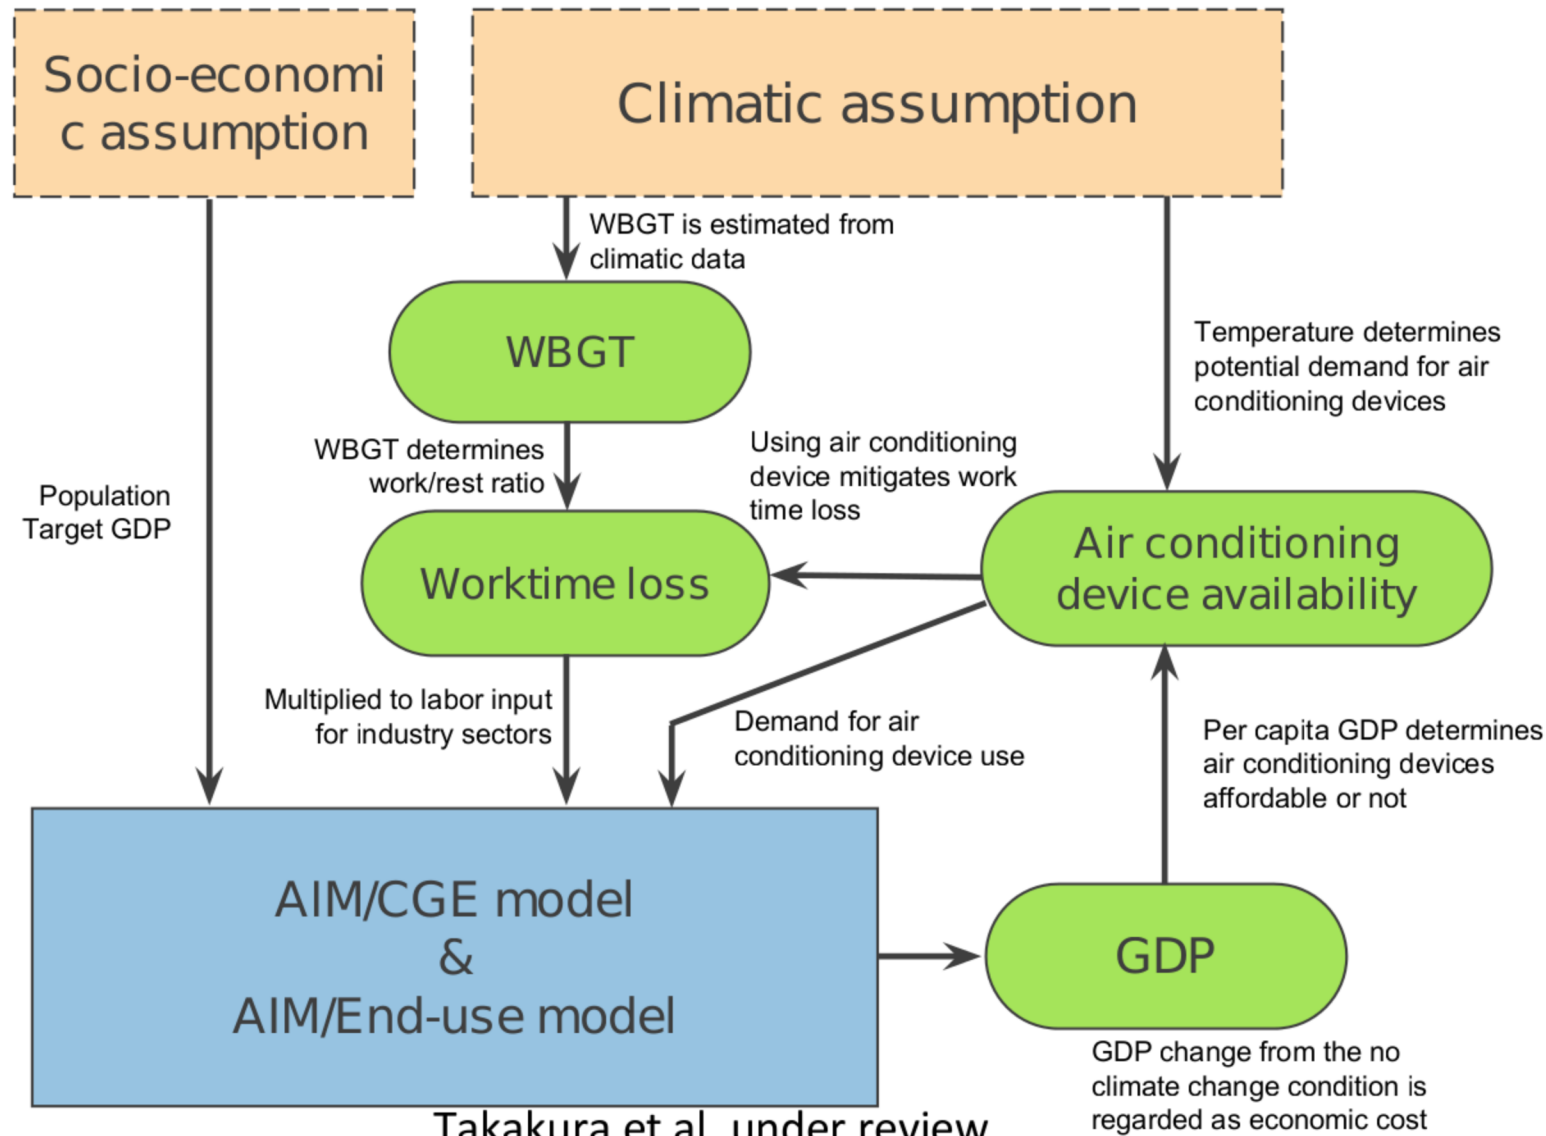 Socio-economi
c assumption
Climatic assumption
WBGT is estimated from
climatic data
WBGT
Temperature determines
potential demand for air
conditioning devices
WBGT determines
work/rest ratio
Using air conditioning
device mitigates work
time loss
Population
Target GDP
Air conditioning
device availability
Worktime loss
Multiplied to labor input
for industry sectors
Demand for air
conditioning device use
Per capita GDP determines
air conditioning devices
affordable or not
AIM/CGE model
&
AIM/End-use model
GDP
GDP change from the no
climate change condition is
regarded as economic cost
Takakura et al. under review